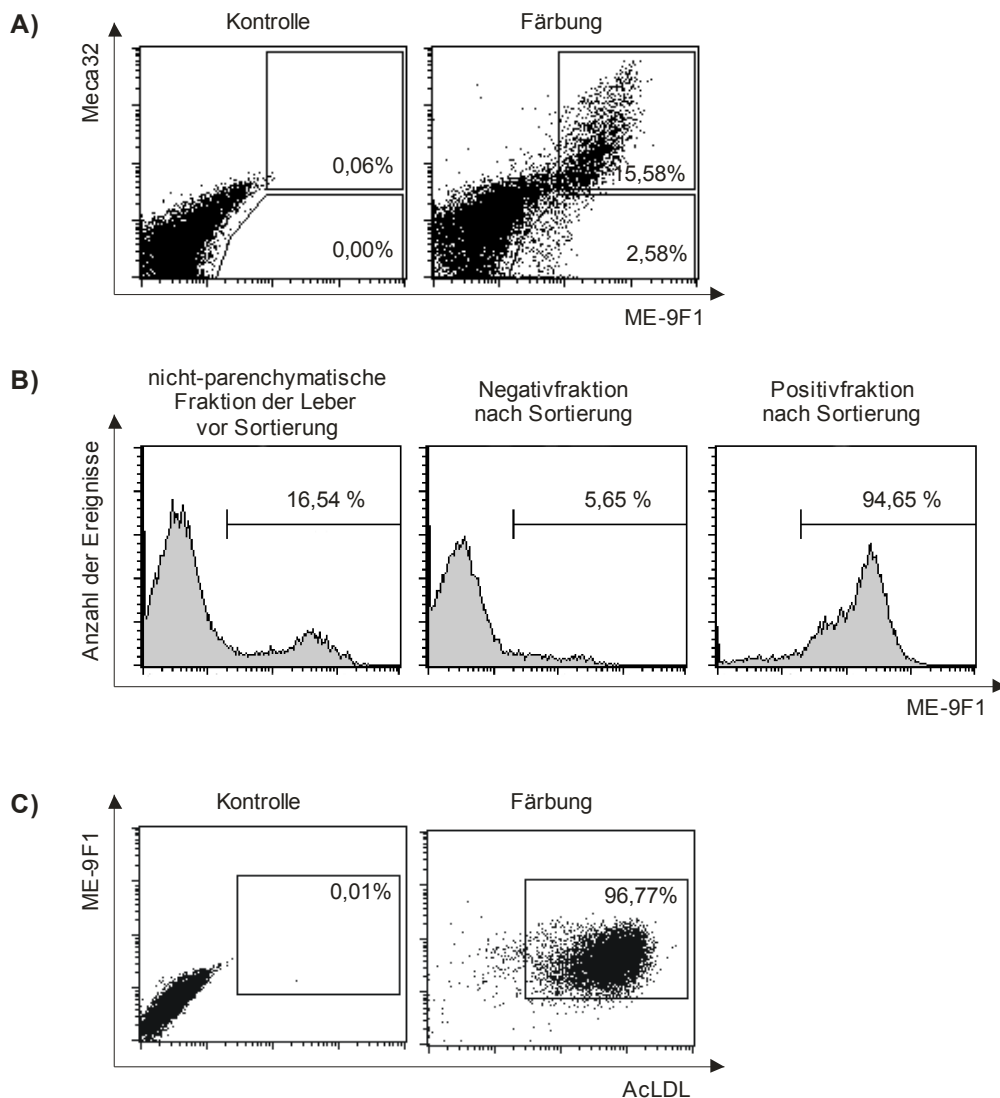 A)
Kontrolle
Färbung
Meca32
0,06%
0,00%
15,58%
2,58%
ME-9F1
B)
nicht-parenchymatische
Fraktion der Leber
vor Sortierung
Negativfraktion
nach Sortierung
Positivfraktion
nach Sortierung
Anzahl der Ereignisse
16,54 %
5,65 %
94,65 %
ME-9F1
C)
Kontrolle
Färbung
ME-9F1
0,01%
96,77%
AcLDL